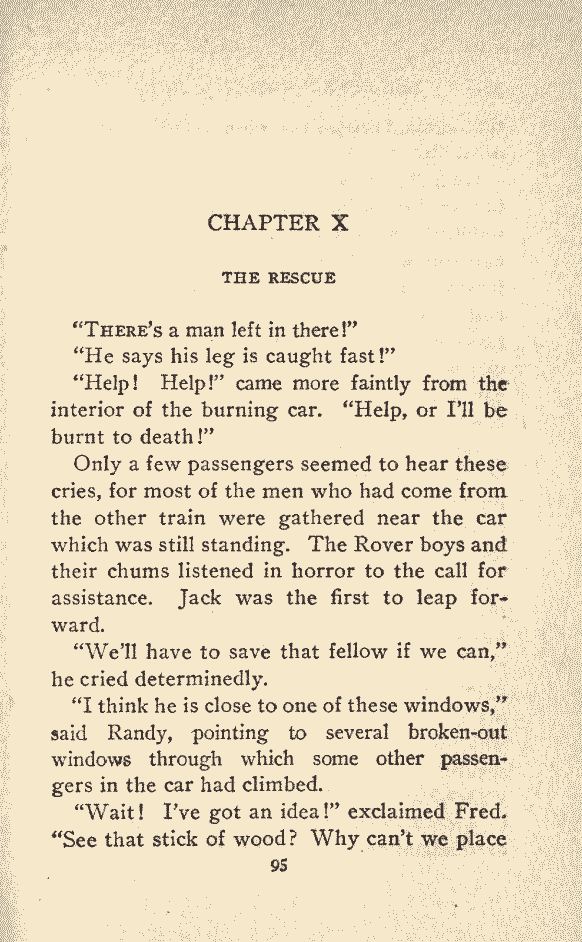 CHAPTER X
THE RESCUE
“THERE’S a man left in there!”
“He says his leg is caught fast!”
“Help! Help!” came more faintly from the
interior of the burning car. “Help, or I’ll be
burnt to death!”
Only a few passengers seemed to hear these
cries, for most of the men who had come from
the other train were gathered near the car
which was still standing. The Rover boys and
their chums listened in horror to the call for
assistance. Jack was the first to leap for-
ward.
“We’ll have to save that fellow if we can,”
he cried determinedly.
“I think he is close to one of these windows,”
said Randy, pointing to several broken-out
windows through which some other passen-
gers in the car had climbed.
“Wait! I’ve got an idea!” exclaimed Fred.
“See that stick of wood? Why can’t we place
95